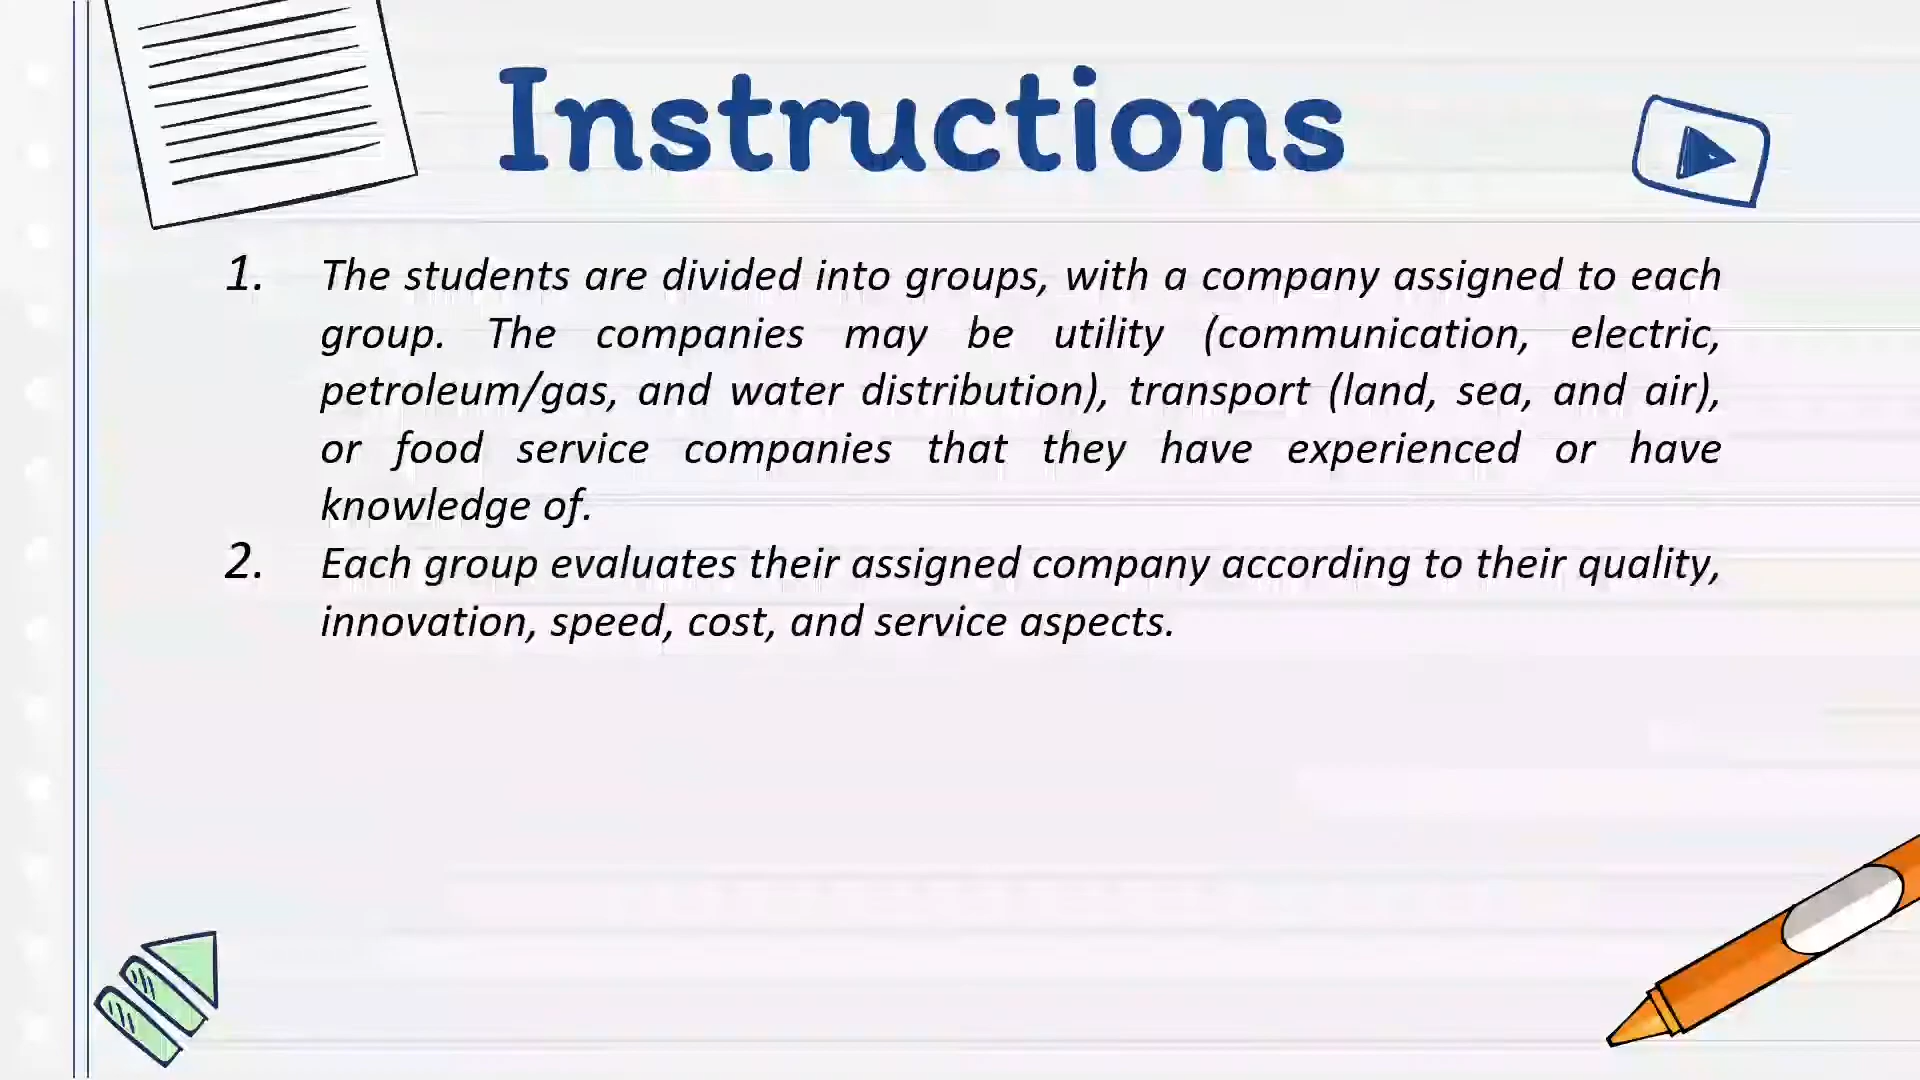 Instructions
1. The students are divided into groups, with a company assigned to each
group. The companies may be utility (communication, electric,
petroleum/gas, and water distribution), transport (land, sea, and air),
or food service companies that they have experienced or have
knowledge of.
2. Each group evaluates their assigned company according to their quality,
innovation, speed, cost, and service aspects.